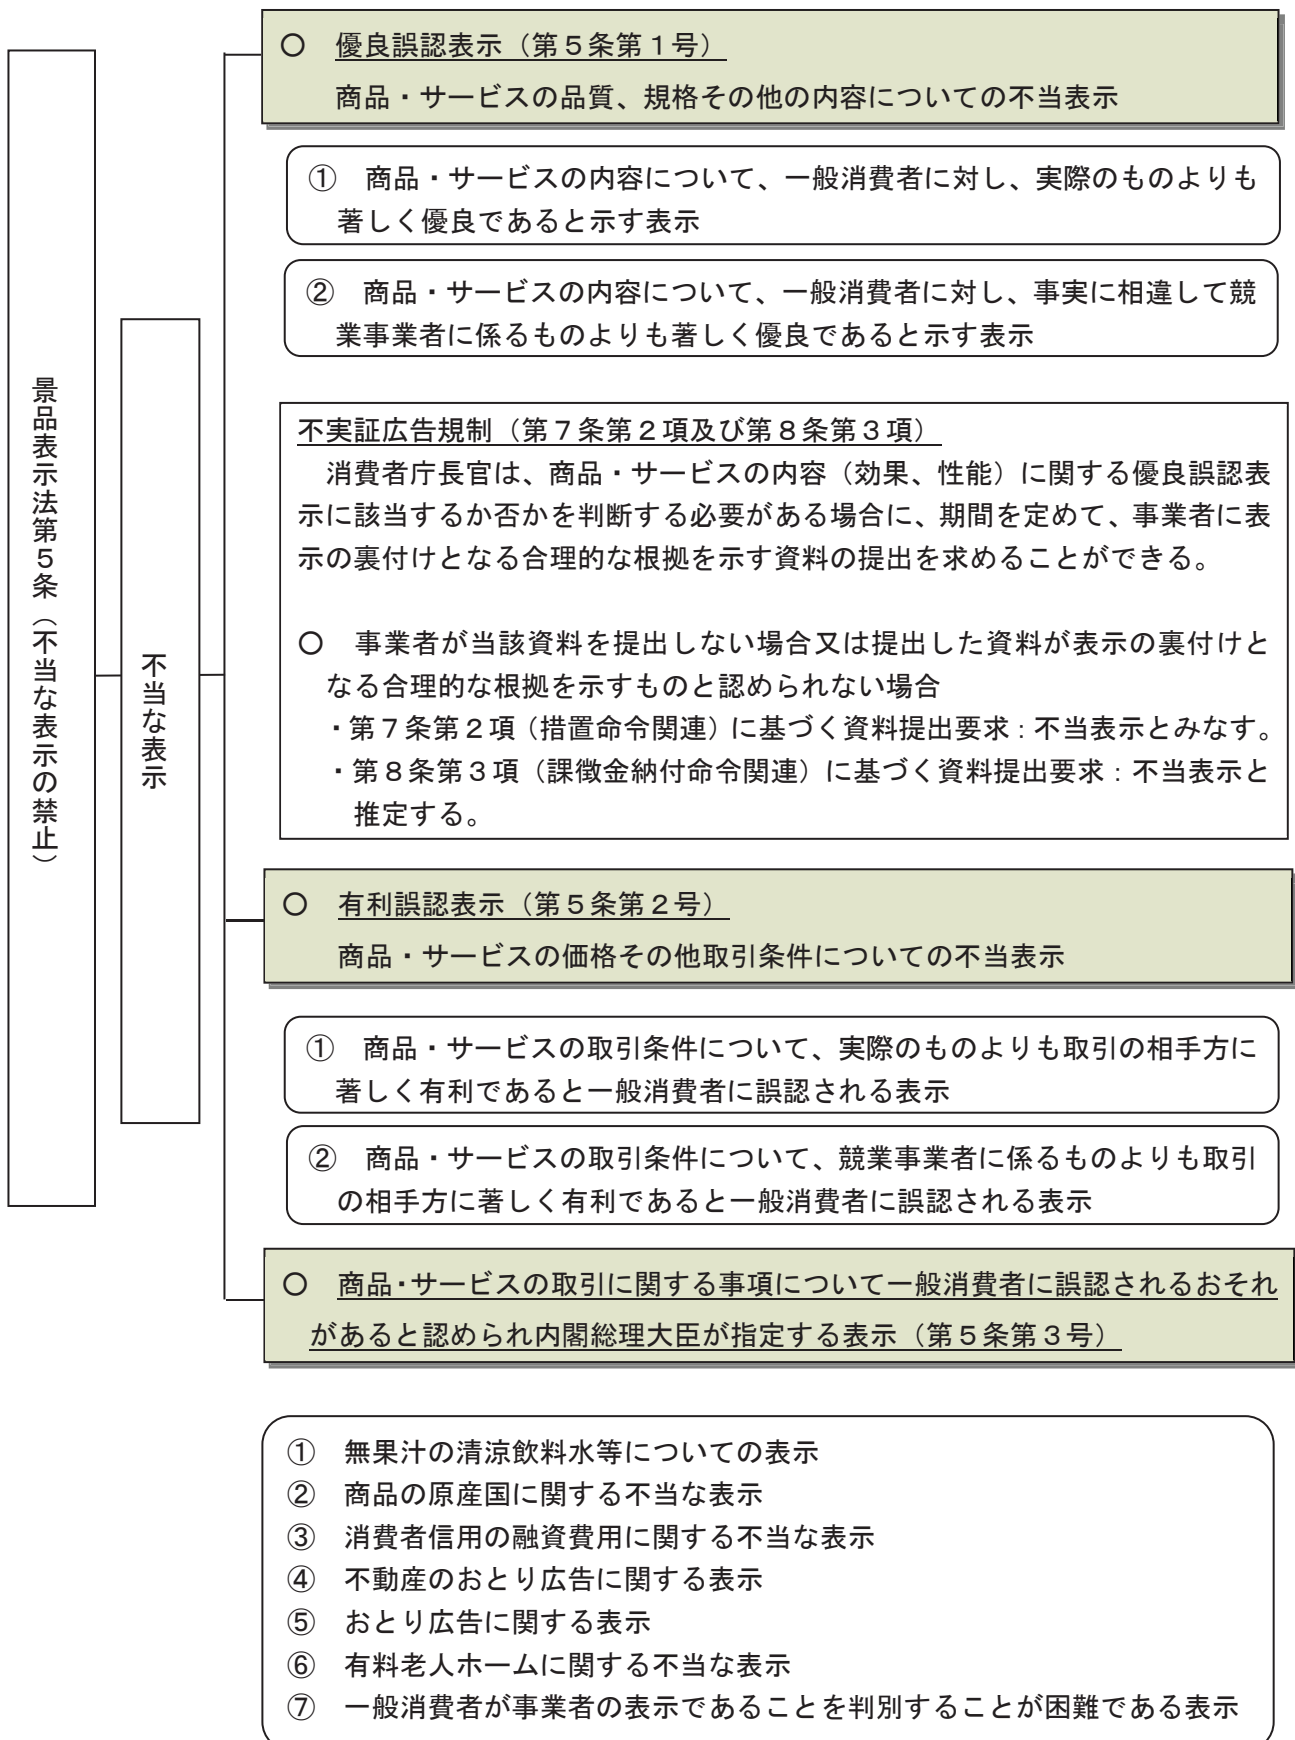 景品表示法第５条（不当な表示の禁止）
不当な表示
○　優良誤認表示（第５条第１号）
商品・サービスの品質、規格その他の内容についての不当表示
①　商品・サービスの内容について、一般消費者に対し、実際のものよりも
著しく優良であると示す表示
②　商品・サービスの内容について、一般消費者に対し、事実に相違して競
業事業者に係るものよりも著しく優良であると示す表示
不実証広告規制（第７条第２項及び第８条第３項）
消費者庁長官は、商品・サービスの内容（効果、性能）に関する優良誤認表
示に該当するか否かを判断する必要がある場合に、期間を定めて、事業者に表
示の裏付けとなる合理的な根拠を示す資料の提出を求めることができる。
○　事業者が当該資料を提出しない場合又は提出した資料が表示の裏付けと
なる合理的な根拠を示すものと認められない場合
・第７条第２項（措置命令関連）に基づく資料提出要求：不当表示とみなす。
・第８条第３項（課徴金納付命令関連）に基づく資料提出要求：不当表示と
推定する。
○　有利誤認表示（第５条第２号）
商品・サービスの価格その他取引条件についての不当表示
①　商品・サービスの取引条件について、実際のものよりも取引の相手方に
著しく有利であると一般消費者に誤認される表示
②　商品・サービスの取引条件について、競業事業者に係るものよりも取引
の相手方に著しく有利であると一般消費者に誤認される表示
○　商品・サービスの取引に関する事項について一般消費者に誤認されるおそれ
があると認められ内閣総理大臣が指定する表示（第５条第３号）
①　無果汁の清涼飲料水等についての表示
②　商品の原産国に関する不当な表示
③　消費者信用の融資費用に関する不当な表示
④　不動産のおとり広告に関する表示
⑤　おとり広告に関する表示
⑥　有料老人ホームに関する不当な表示
⑦　一般消費者が事業者の表示であることを判別することが困難である表示